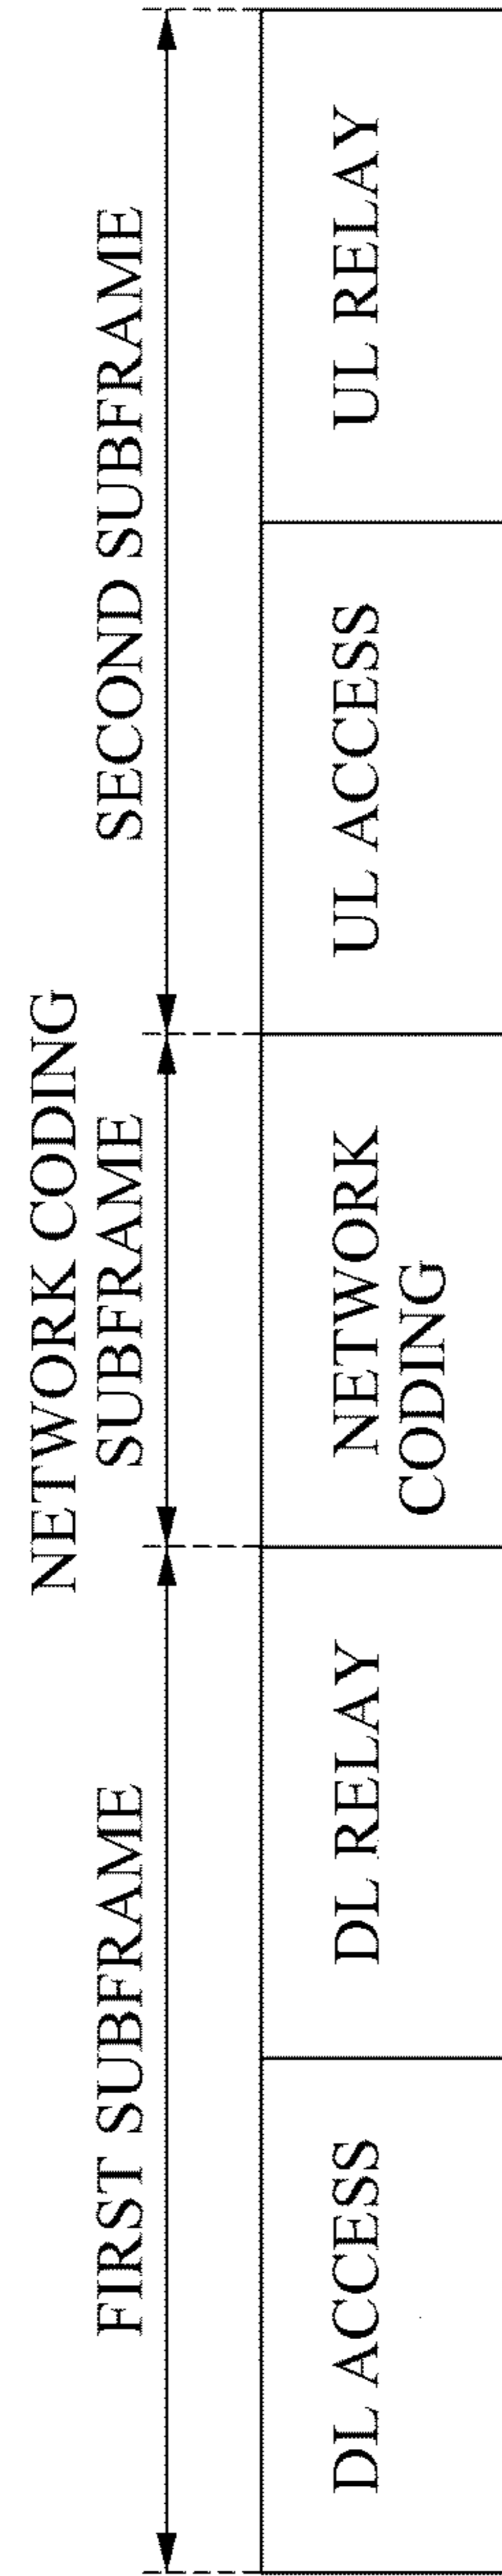 FIRST SUBFRAME
NETWORK CODING
SUBFRAME
SECOND SUBFRAME
DL ACCESS
DL RELAY
NETWORK
CODING
UL ACCESS
UL RELAY